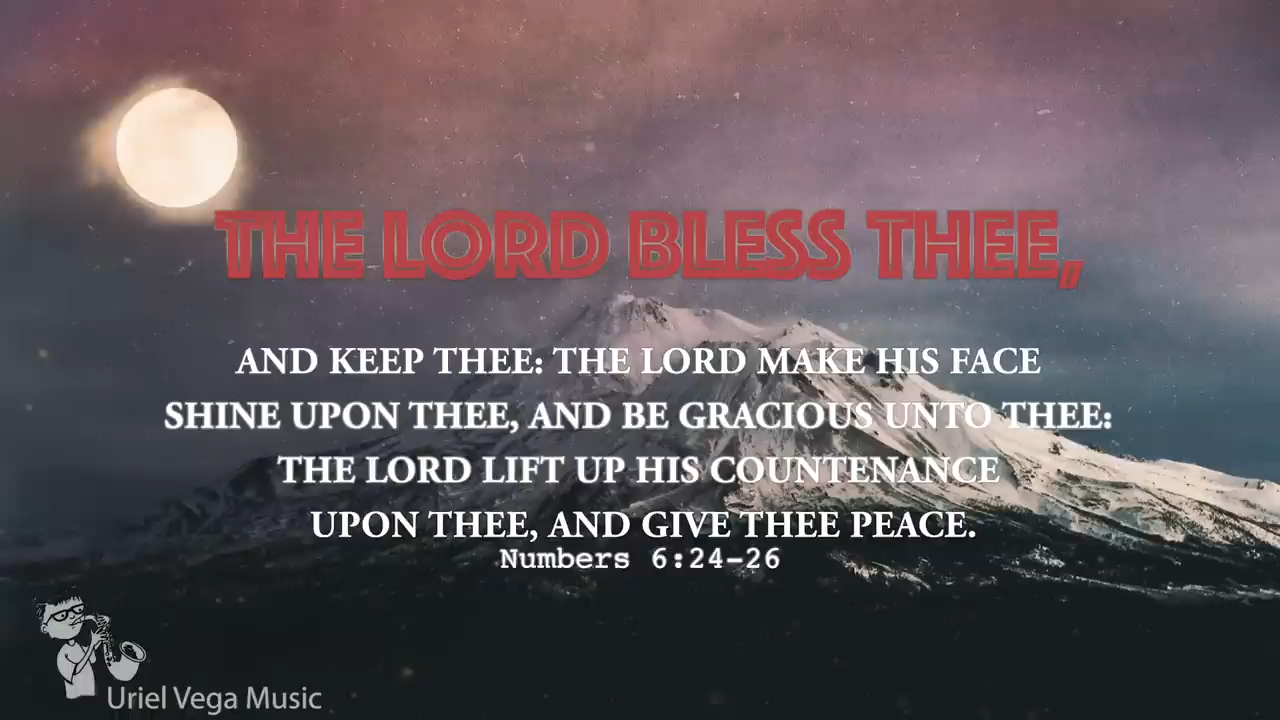 THE LORD BLESS THEE,
AND KEEP THEE: THE LORD MAKE HIS FACE
SHINE UPON THEE, AND BE GRACIOUS UNTO THEE:
THE LORD LIFT UP HIS COUNTENANCE
UPON THEE, AND GIVE THEE PEACE.
Numbers 6:24-26
Uriel Vega Music